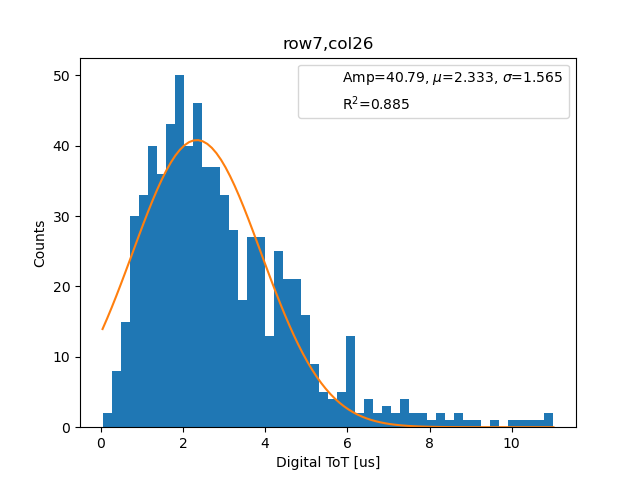 row7,col26
Amp=40.79, μ=2.333, σ=1.565
R²=0.885
50
40
30
20
10
0
Counts
0 2 4 6 8 10
Digital ToT [us]